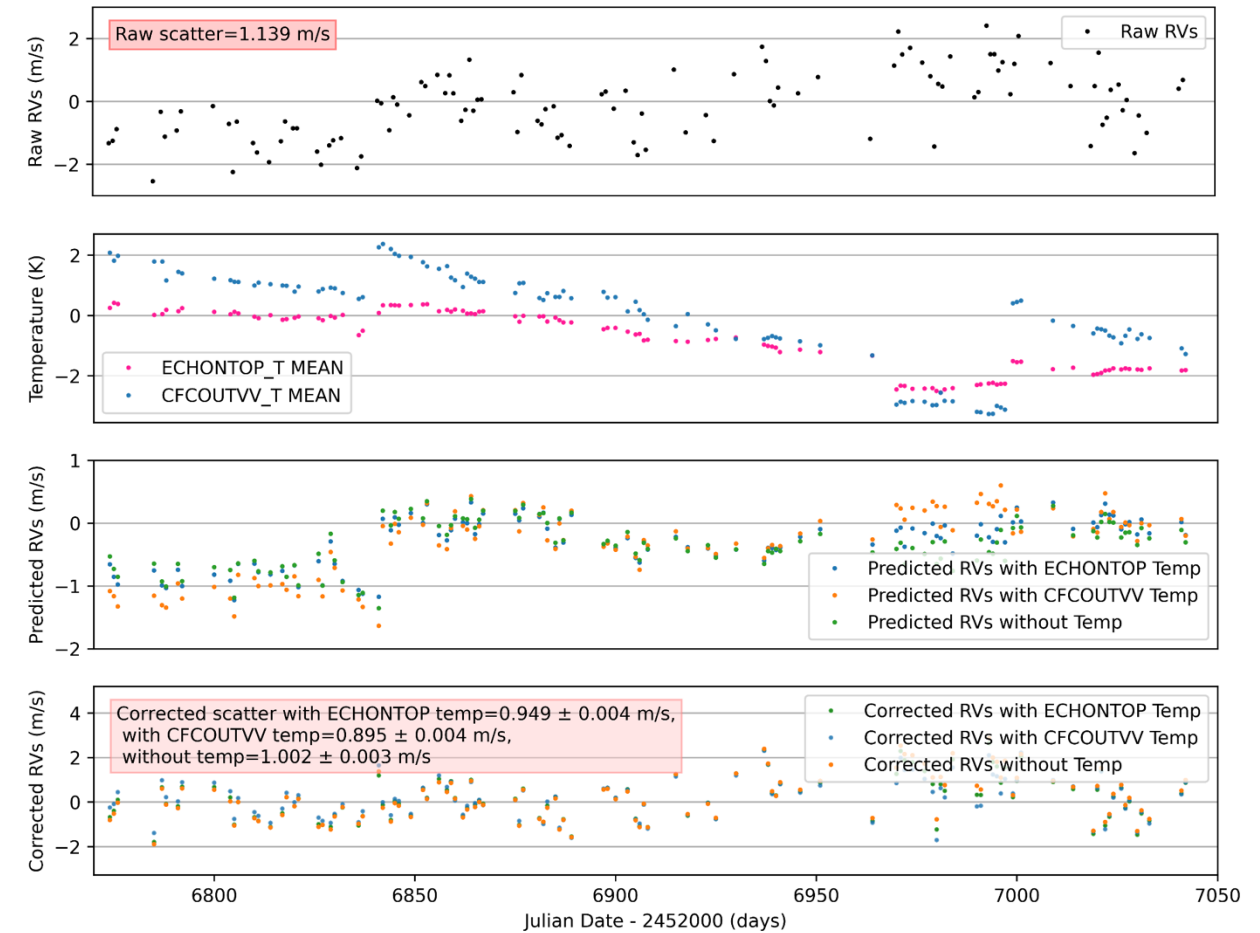 Raw RVs (m/s)
2
0
−2
Raw scatter=1.139 m/s
Raw RVs
Temperature (K)
2
0
−2
ECHONTOP_T MEAN
CFCOUTVV_T MEAN
Predicted RVs (m/s)
1
0
−1
−2
Predicted RVs with ECHONTOP Temp
Predicted RVs with CFCOUTVV Temp
Predicted RVs without Temp
Corrected RVs (m/s)
4
2
0
−2
Corrected scatter with ECHONTOP temp=0.949 ± 0.004 m/s,
with CFCOUTVV temp=0.895 ± 0.004 m/s,
without temp=1.002 ± 0.003 m/s
Corrected RVs with ECHONTOP Temp
Corrected RVs with CFCOUTVV Temp
Corrected RVs without Temp
6800 6850 6900 6950 7000 7050
Julian Date - 2452000 (days)